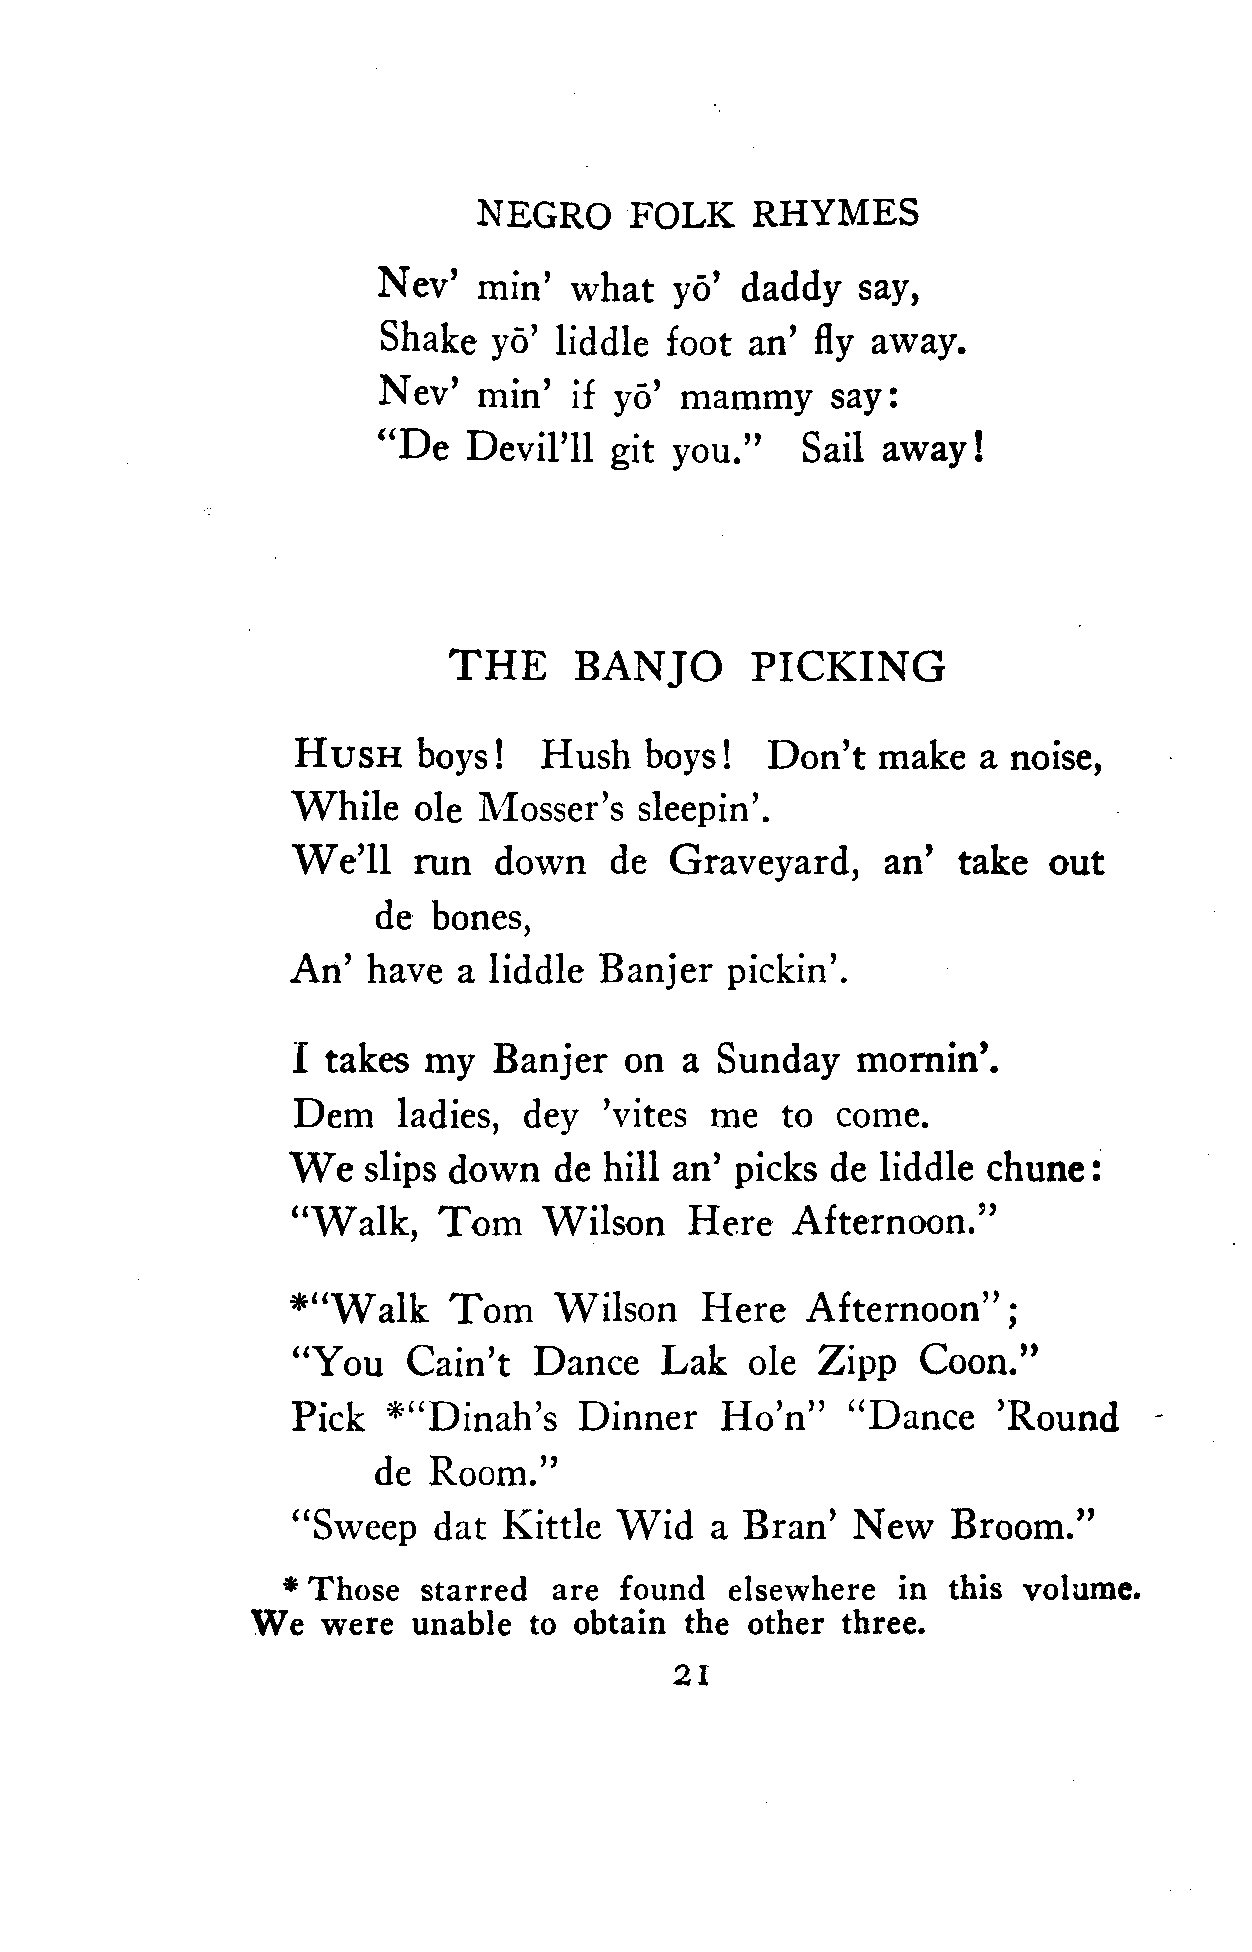 NEGRO FOLK RHYMES
Nev' min' what yō' daddy say,
Shake yō' liddle foot an' fly away.
Nev' min' if yō' mammy say:
“De Devil'll git you.” Sail away!
THE BANJO PICKING
HUSH boys! Hush boys! Don't make a noise,
While ole Mosser's sleepin'.
We'll run down de Graveyard, an' take out
de bones,
An' have a liddle Banjer pickin'.
I takes my Banjer on a Sunday mornin'.
Dem ladies, dey 'vites me to come.
We slips down de hill an' picks de liddle chune:
“Walk, Tom Wilson Here Afternoon.”
*“Walk Tom Wilson Here Afternoon”;
“You Cain't Dance Lak ole Zipp Coon.”
Pick *“Dinah's Dinner Ho'n” “Dance 'Round
de Room.”
“Sweep dat Kittle Wid a Bran' New Broom.”
* Those starred are found elsewhere in this volume.
We were unable to obtain the other three.
21